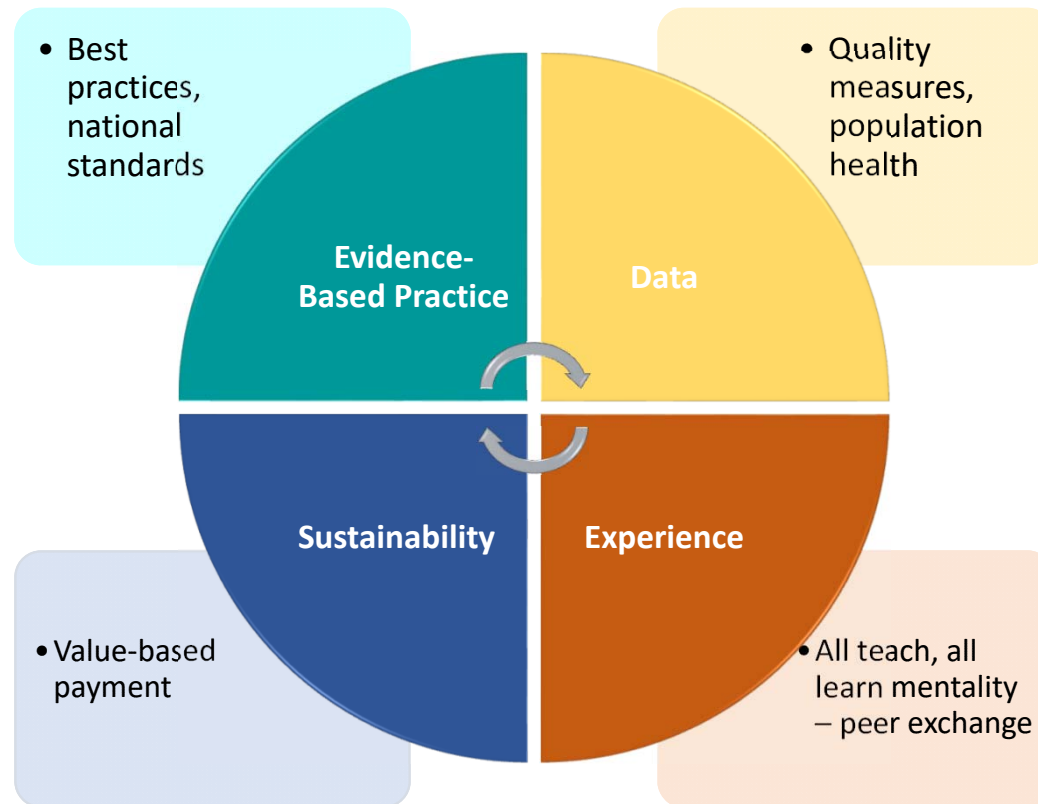 • Best
practices,
national
standards
• Quality
measures,
population
health
Evidence-
Based Practice
Data
Sustainability
Experience
• Value-based
payment
• All teach, all
learn mentality
– peer exchange